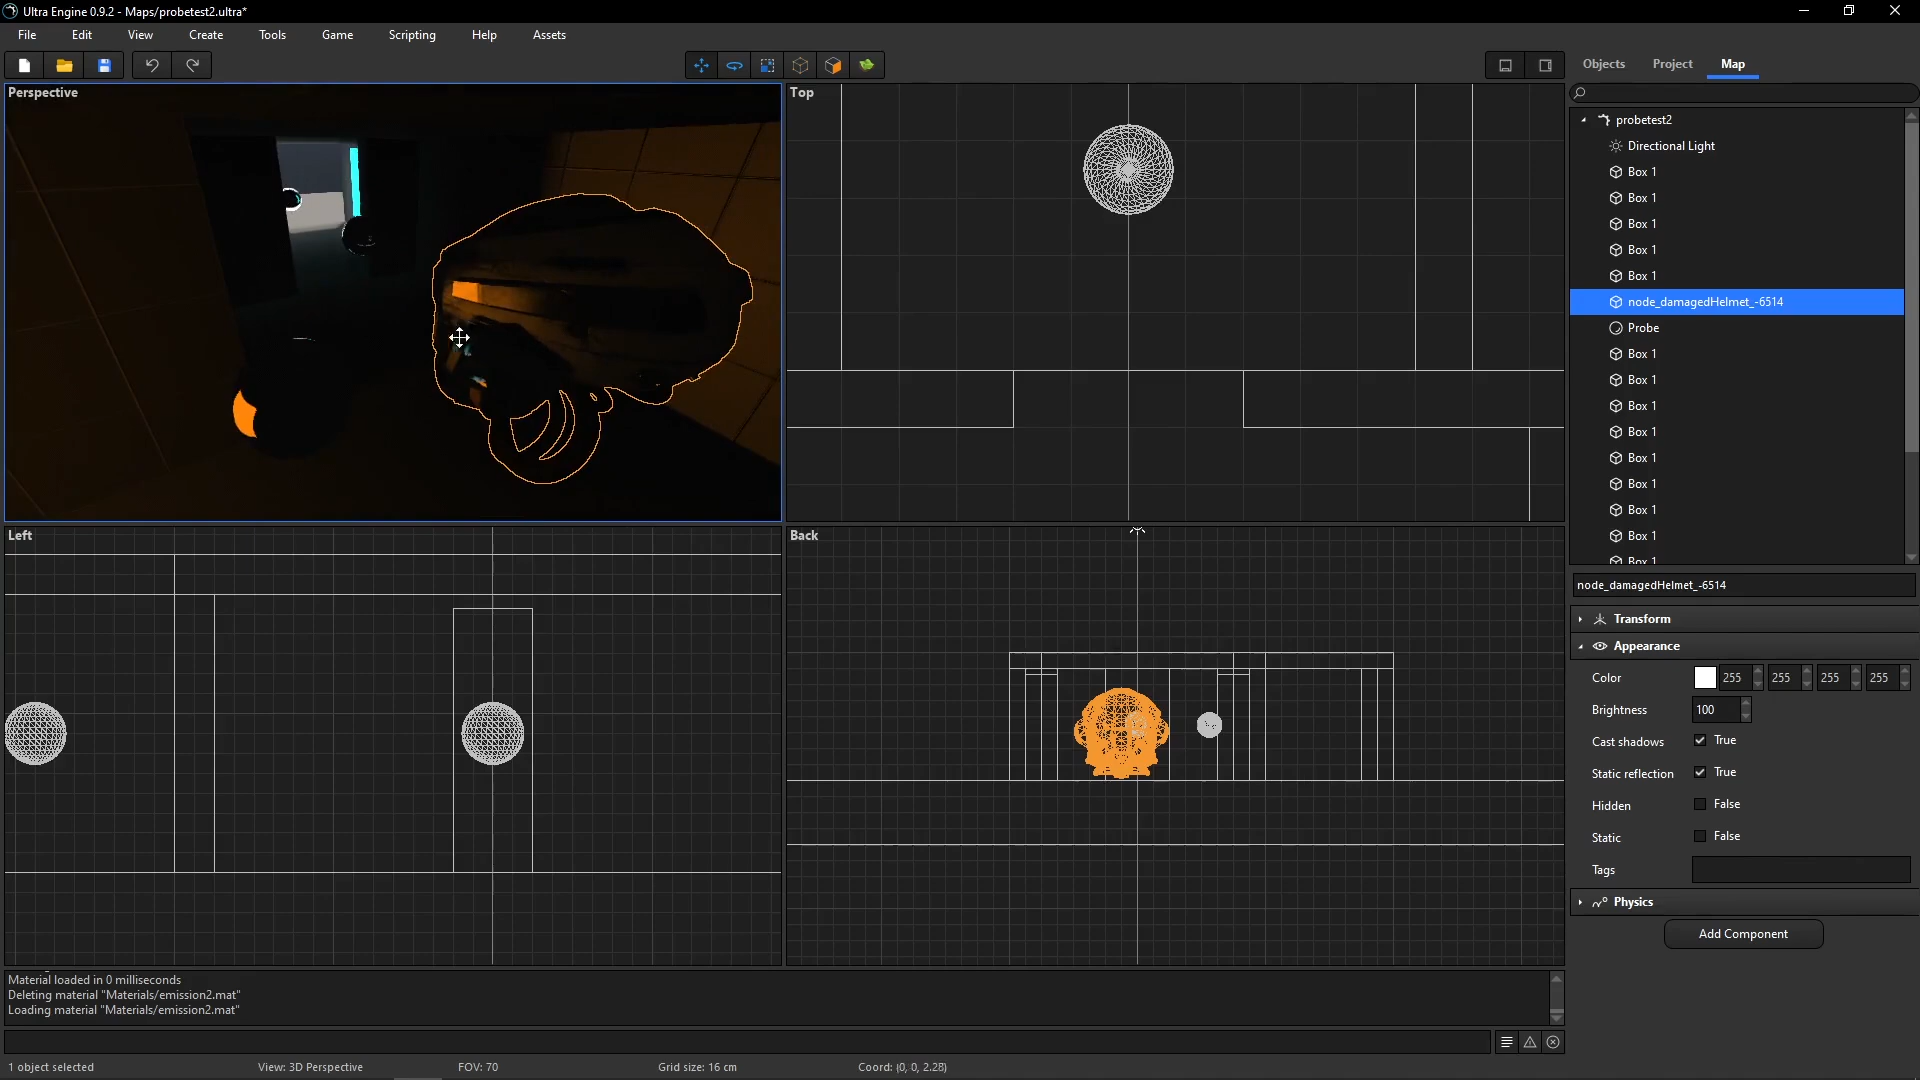 Ultra Engine 0.9.2 - Maps/probetest2.ultra*
File Edit View Create Tools Game Scripting Help Assets
Objects Project Map
Perspective
Top
probetest2
Directional Light
Box 1
Box 1
Box 1
Box 1
Box 1
node_damagedHelmet_-6514
Probe
Box 1
Box 1
Box 1
Box 1
Box 1
Box 1
Box 1
Box 1
Box 1
Left
Back
node_damagedHelmet_-6514
Transform
Appearance
Color 255 255 255 255
Brightness 100
Cast shadows True
Static reflection True
Hidden False
Static False
Tags
Physics
Add Component
Material loaded in 0 milliseconds
Deleting material "Materials/emission2.mat"
Loading material "Materials/emission2.mat"
1 object selected View: 3D Perspective FOV: 70 Grid size: 16 cm Coord: (0, 0, 2.28)